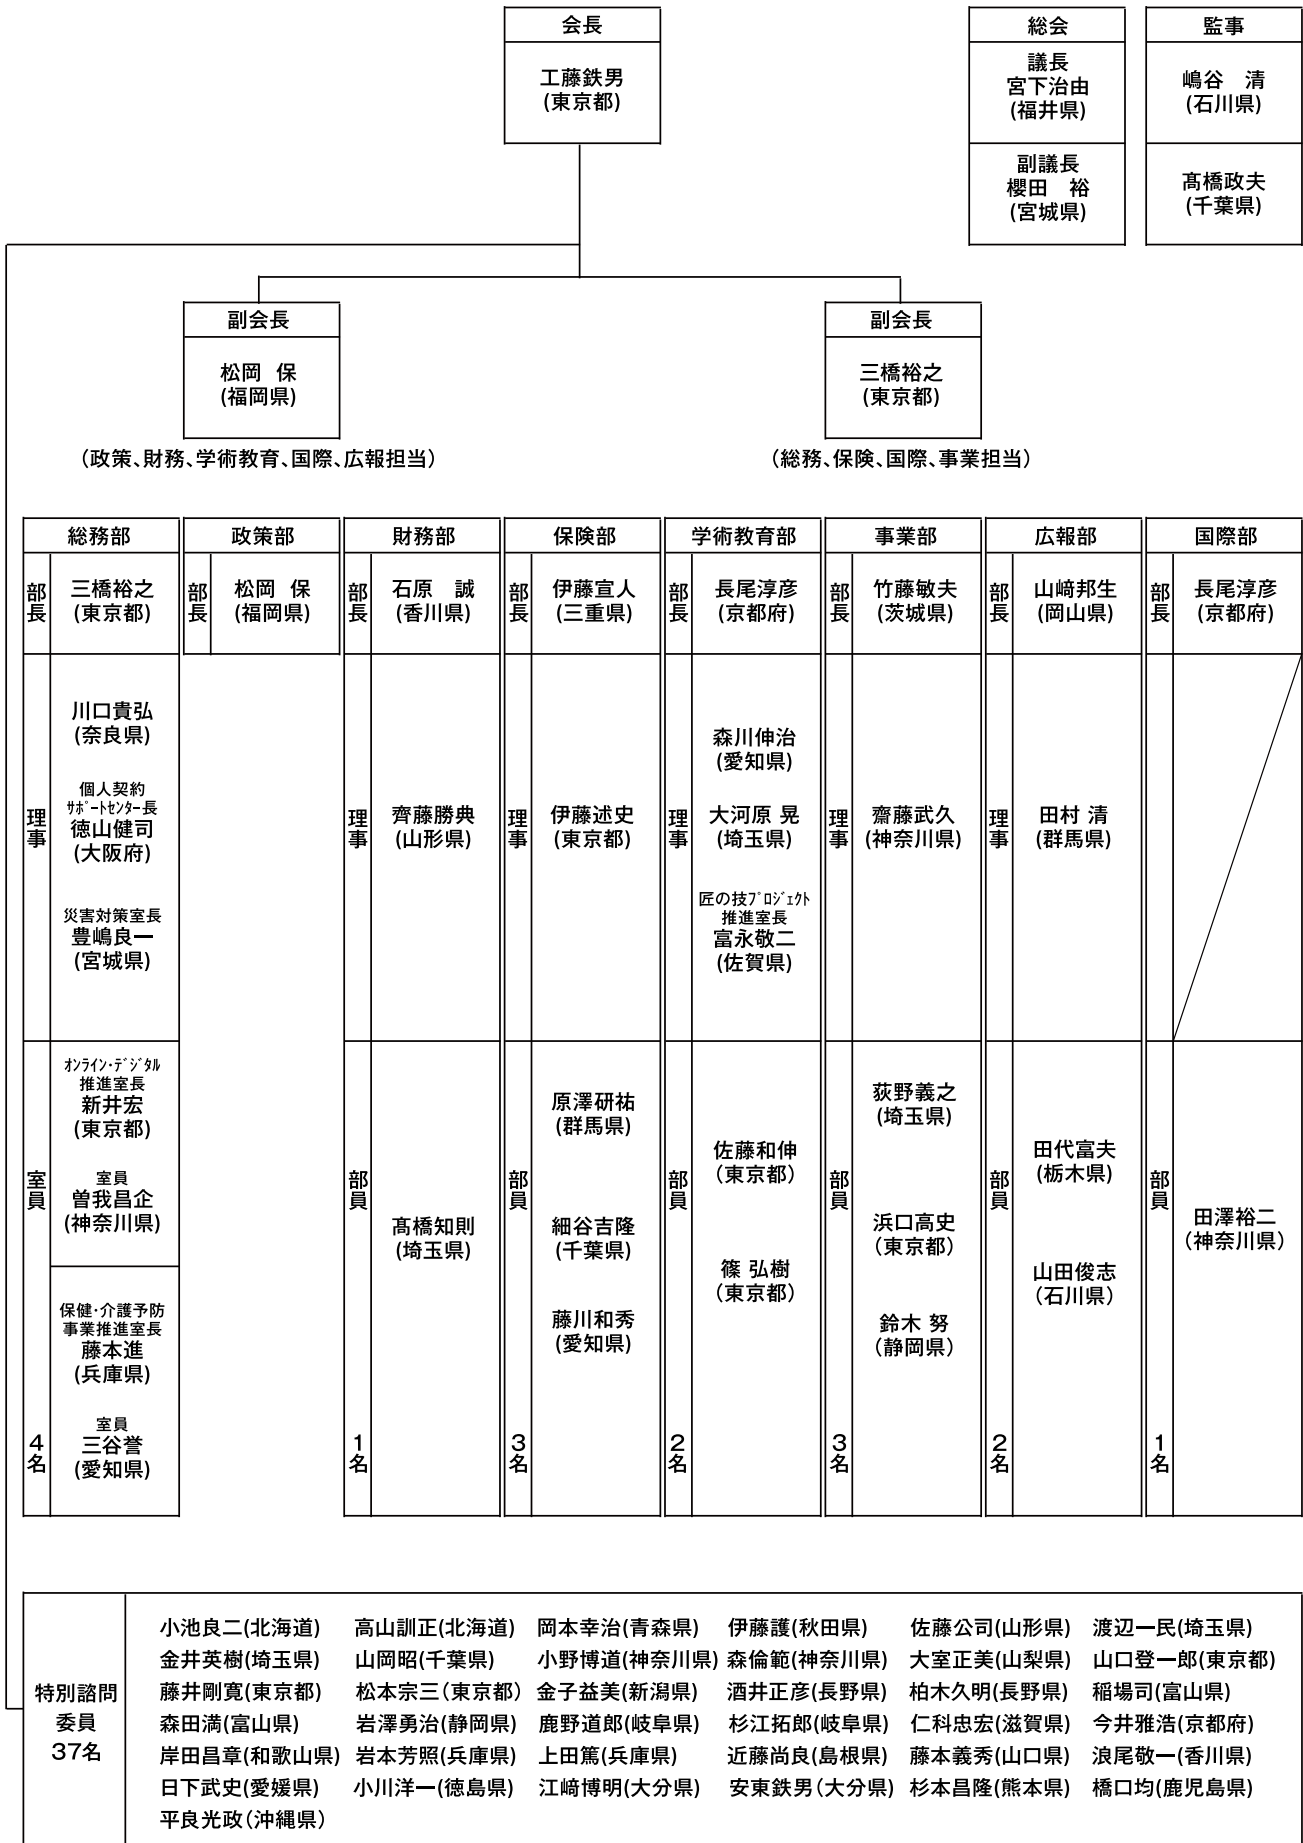 会長
工藤鉄男
(東京都)
総会
議長
宮下治由
(福井県)
副議長
櫻田　裕
(宮城県)
監事
嶋谷　清
(石川県)
髙橋政夫
(千葉県)
副会長
松岡 保
(福岡県)
(政策、財務、学術教育、国際、広報担当)
副会長
三橋裕之
(東京都)
(総務、保険、国際、事業担当)
総務部
部長
三橋裕之
(東京都)
理事
川口貴弘
(奈良県)
個人契約
ｻﾎﾟｰﾄｾﾝﾀｰ長
徳山健司
(大阪府)
災害対策室長
豊嶋良一
(宮城県)
室員
4名
ｵﾝﾗｲﾝ・ﾃﾞｼﾞﾀﾙ
推進室長
新井宏
(東京都)
室員
曽我昌企
(神奈川県)
保健・介護予防
事業推進室長
藤本進
(兵庫県)
室員
三谷誉
(愛知県)
政策部
部長
松岡 保
(福岡県)
財務部
部長
石原　誠
(香川県)
理事
齊藤勝典
(山形県)
部員
1名
髙橋知則
(埼玉県)
保険部
部長
伊藤宣人
(三重県)
理事
伊藤述史
(東京都)
部員
3名
原澤研祐
(群馬県)
細谷吉隆
(千葉県)
藤川和秀
(愛知県)
学術教育部
部長
長尾淳彦
(京都府)
理事
森川伸治
(愛知県)
大河原 晃
(埼玉県)
匠の技ﾌﾟﾛｼﾞｪｸﾄ
推進室長
富永敬二
(佐賀県)
部員
2名
佐藤和伸
（東京都）
篠 弘樹
（東京都）
事業部
部長
竹藤敏夫
(茨城県)
理事
齋藤武久
(神奈川県)
部員
3名
荻野義之
(埼玉県)
浜口高史
（東京都）
鈴木 努
（静岡県）
広報部
部長
山﨑邦生
(岡山県)
理事
田村 清
(群馬県)
部員
2名
田代富夫
(栃木県)
山田俊志
（石川県）
国際部
部長
長尾淳彦
(京都府)
部員
1名
田澤裕二
（神奈川県）
特別諮問
委員
37名
小池良二(北海道) 高山訓正(北海道) 岡本幸治(青森県) 伊藤護(秋田県) 佐藤公司(山形県) 渡辺一民(埼玉県)
金井英樹(埼玉県) 山岡昭(千葉県) 小野博道(神奈川県) 森倫範(神奈川県) 大室正美(山梨県) 山口登一郎(東京都)
藤井剛寛(東京都) 松本宗三（東京都） 金子益美(新潟県) 酒井正彦(長野県) 柏木久明(長野県) 稲場司(富山県)
森田満(富山県) 岩澤勇治(静岡県) 鹿野道郎(岐阜県) 杉江拓郎(岐阜県) 仁科忠宏(滋賀県) 今井雅浩(京都府)
岸田昌章(和歌山県) 岩本芳照(兵庫県) 上田篤(兵庫県) 近藤尚良(島根県) 藤本義秀(山口県) 浪尾敬一(香川県)
日下武史(愛媛県) 小川洋一(徳島県) 江﨑博明(大分県) 安東鉄男（大分県） 杉本昌隆(熊本県) 橋口均(鹿児島県)
平良光政（沖縄県）